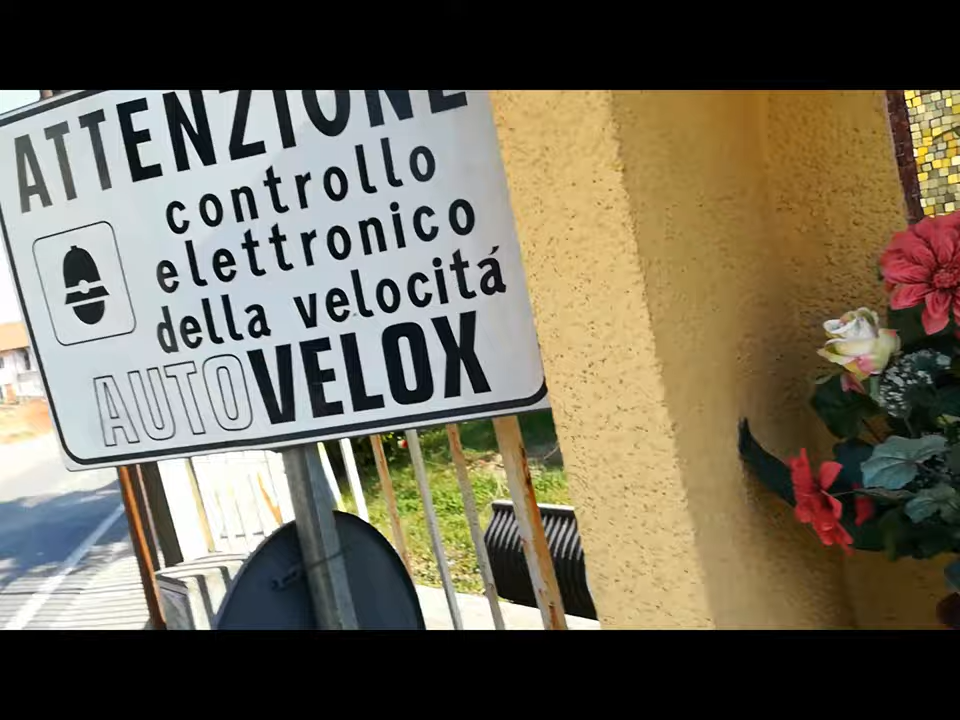 ATTENZIONE
controllo
elettronico
della velocitá
AUTOVELOX